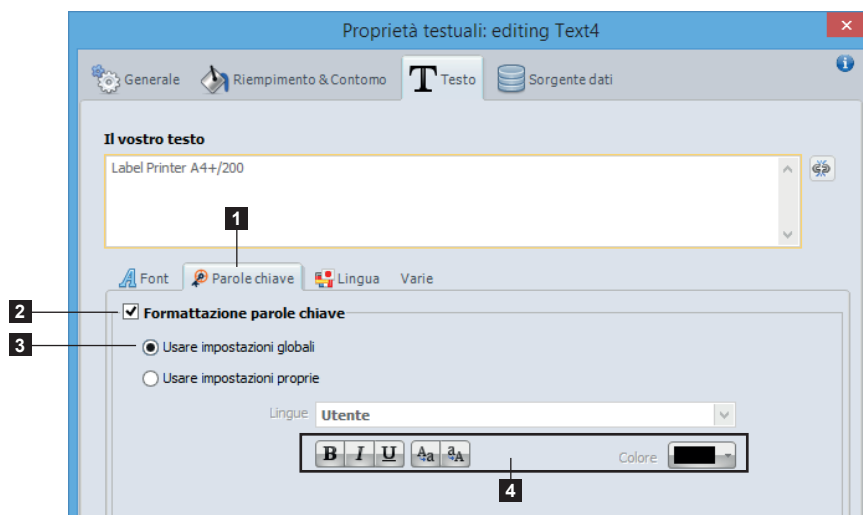 Proprietà testuali: editing Text4
Generale Riempimento & Contorno T Testo Sorgente dati
Il vostro testo
Label Printer A4+/200
1
A Font Parole chiave Lingua Varie
2 Formattazione parole chiave
3 Usare impostazioni globali
Usare impostazioni proprie
Lingue Utente
B I U Aa aA Colore
4